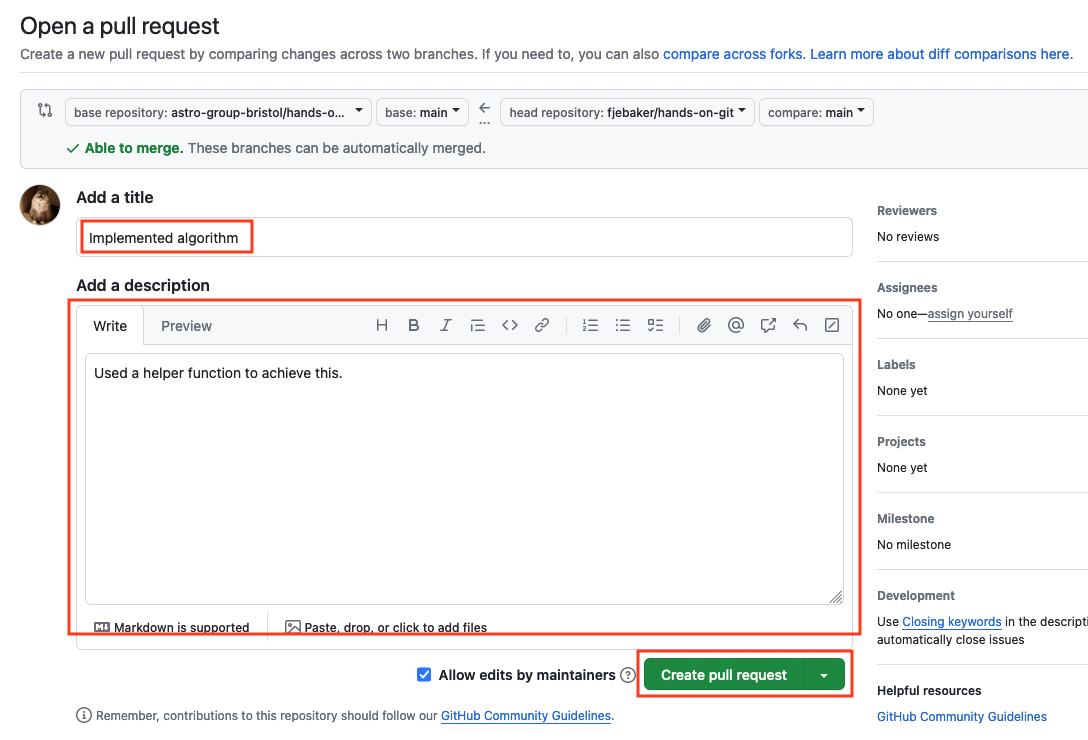 Open a pull request
Create a new pull request by comparing changes across two branches. If you need to, you can also compare across forks. Learn more about diff comparisons here.
base repository: astro-group-bristol/hands-o... base: main head repository: fjebaker/hands-on-git compare: main
Able to merge. These branches can be automatically merged.
Add a title
Implemented algorithm
Add a description
Write Preview
Used a helper function to achieve this.
Markdown is supported Paste, drop, or click to add files
Allow edits by maintainers Create pull request
Remember, contributions to this repository should follow our GitHub Community Guidelines.
Reviewers
No reviews
Assignees
No one—assign yourself
Labels
None yet
Projects
None yet
Milestone
No milestone
Development
Use Closing keywords in the descripti
automatically close issues
Helpful resources
GitHub Community Guidelines